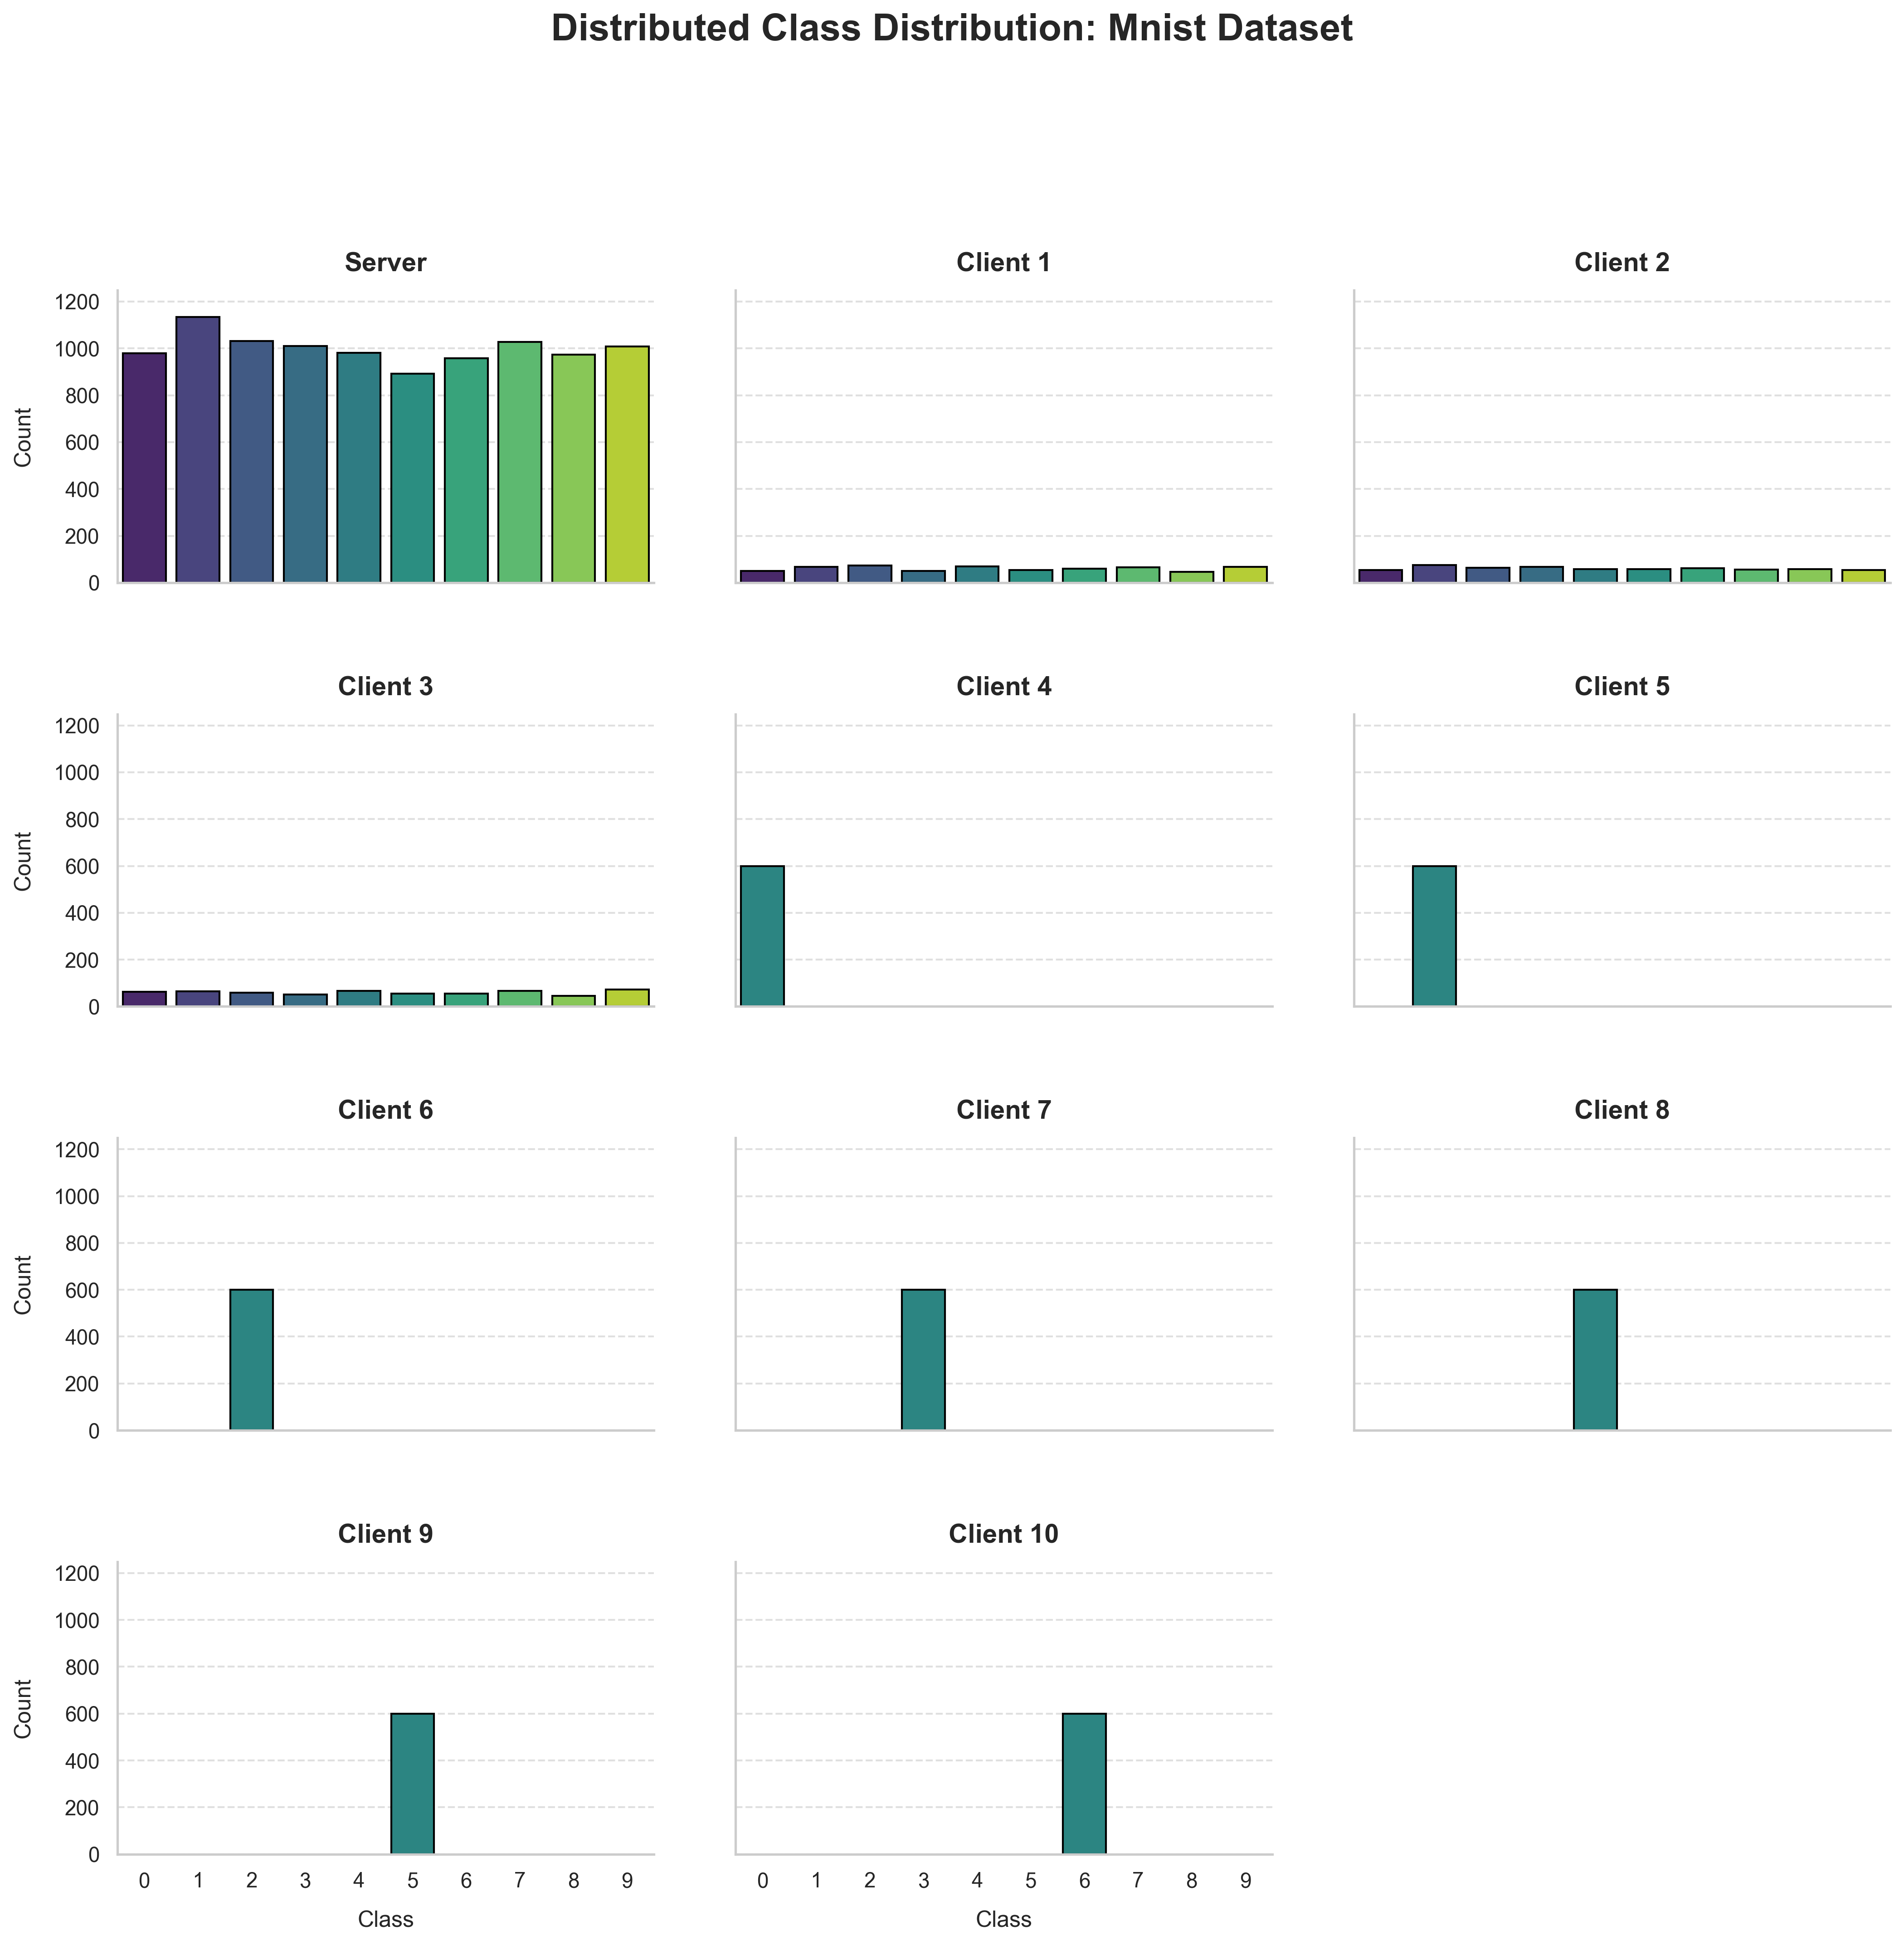 Distributed Class Distribution: Mnist Dataset
Server
Client 1
Client 2
1200
1000
800
600
400
200
0
Count
Client 3
Client 4
Client 5
1200
1000
800
600
400
200
0
Count
Client 6
Client 7
Client 8
1200
1000
800
600
400
200
0
Count
Client 9
Client 10
1200
1000
800
600
400
200
0
Count
0 1 2 3 4 5 6 7 8 9
Class
0 1 2 3 4 5 6 7 8 9
Class